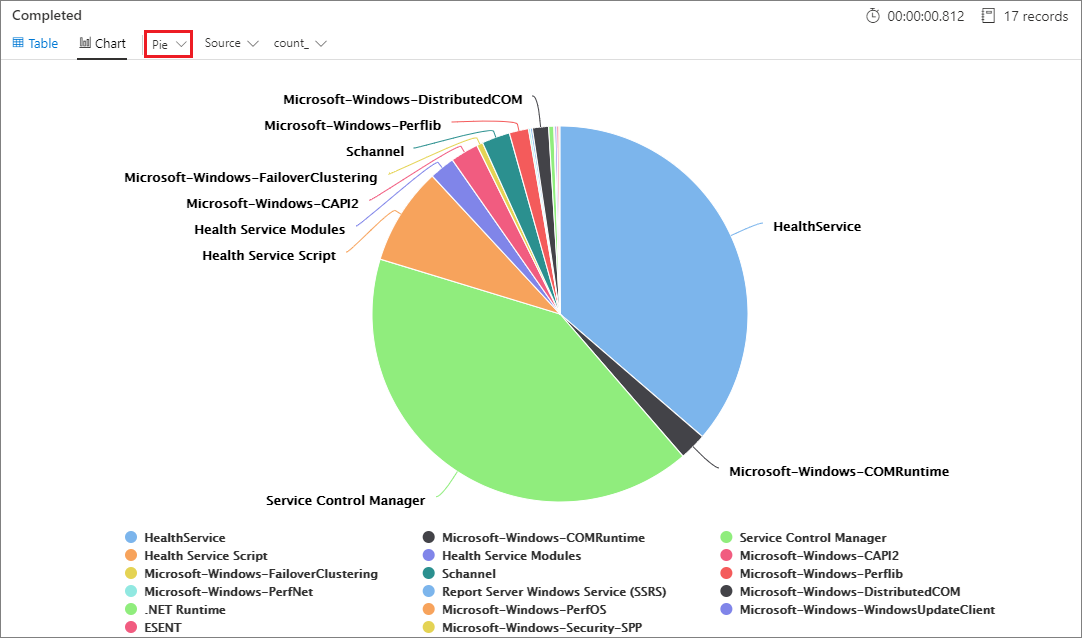 Completed
00:00:00.812 17 records
Table Chart Pie Source count_
Microsoft-Windows-DistributedCOM
Microsoft-Windows-Perflib
Schannel
Microsoft-Windows-FailoverClustering
Microsoft-Windows-CAPI2
Health Service Modules
Health Service Script
HealthService
Microsoft-Windows-COMRuntime
Service Control Manager
HealthService Microsoft-Windows-COMRuntime Service Control Manager
Health Service Script Health Service Modules Microsoft-Windows-CAPI2
Microsoft-Windows-FailoverClustering Schannel Microsoft-Windows-Perflib
Microsoft-Windows-PerfNet Report Server Windows Service (SSRS) Microsoft-Windows-DistributedCOM
.NET Runtime Microsoft-Windows-PerfOS Microsoft-Windows-WindowsUpdateClient
ESENT Microsoft-Windows-Security-SPP